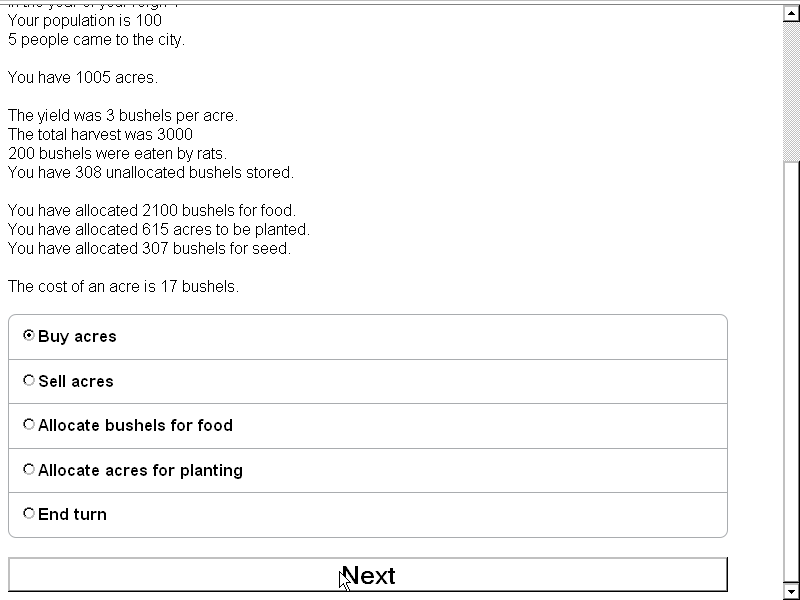 Your population is 100
5 people came to the city.
You have 1005 acres.
The yield was 3 bushels per acre.
The total harvest was 3000
200 bushels were eaten by rats.
You have 308 unallocated bushels stored.
You have allocated 2100 bushels for food.
You have allocated 615 acres to be planted.
You have allocated 307 bushels for seed.
The cost of an acre is 17 bushels.
Buy acres
Sell acres
Allocate bushels for food
Allocate acres for planting
End turn
Next